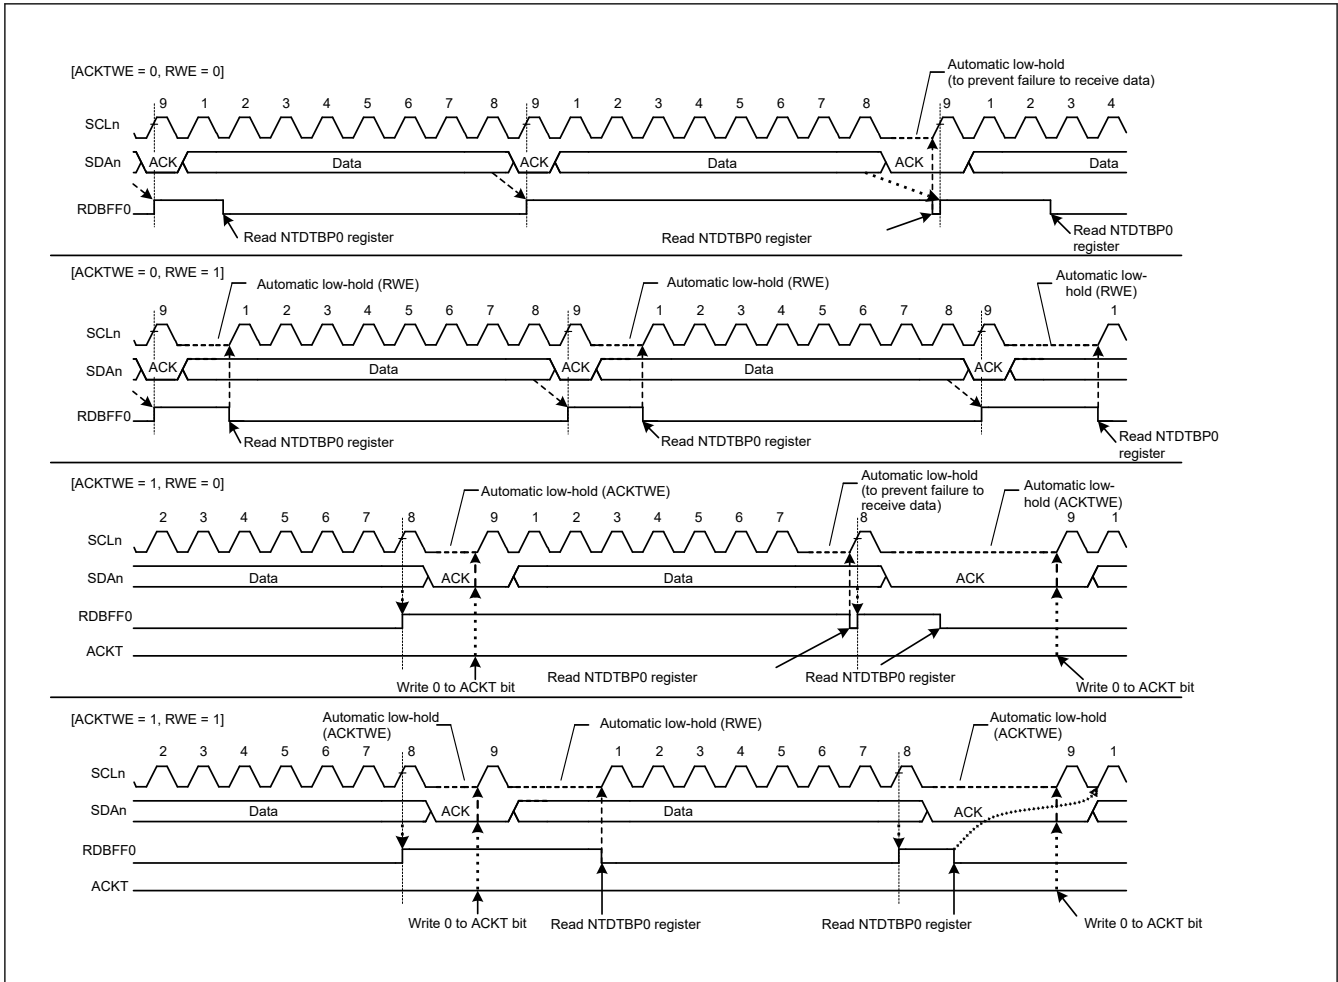 [ACKTWE = 0, RWE = 0]
Automatic low-hold
(to prevent failure to receive data)
9 1 2 3 4 5 6 7 8 9 1 2 3 4 5 6 7 8 9 1 2 3 4
SCLn
SDAn ACK Data ACK Data ACK Data
RDBFF0
Read NTDTBP0 register
Read NTDTBP0 register
Read NTDTBP0
register
[ACKTWE = 0, RWE = 1]
Automatic low-hold (RWE)
Automatic low-hold (RWE)
Automatic low-
hold (RWE)
9 1 2 3 4 5 6 7 8 9 1 2 3 4 5 6 7 8 9 1
SCLn
SDAn ACK Data ACK Data ACK
RDBFF0
Read NTDTBP0 register
Read NTDTBP0 register
Read NTDTBP0
register
[ACKTWE = 1, RWE = 0]
Automatic low-hold (ACKTWE)
Automatic low-hold
(to prevent failure to
receive data)
Automatic low-
hold (ACKTWE)
2 3 4 5 6 7 8 9 1 2 3 4 5 6 7 8 9 1
SCLn
SDAn Data ACK Data ACK
RDBFF0
ACKT
Write 0 to ACKT bit
Read NTDTBP0 register
Read NTDTBP0 register
Write 0 to ACKT bit
[ACKTWE = 1, RWE = 1]
Automatic low-hold
(ACKTWE)
Automatic low-hold (RWE)
Automatic low-hold
(ACKTWE)
2 3 4 5 6 7 8 9 1 2 3 4 5 6 7 8 9 1
SCLn
SDAn Data ACK Data ACK
RDBFF0
ACKT
Write 0 to ACKT bit
Read NTDTBP0 register
Read NTDTBP0 register
Write 0 to ACKT bit